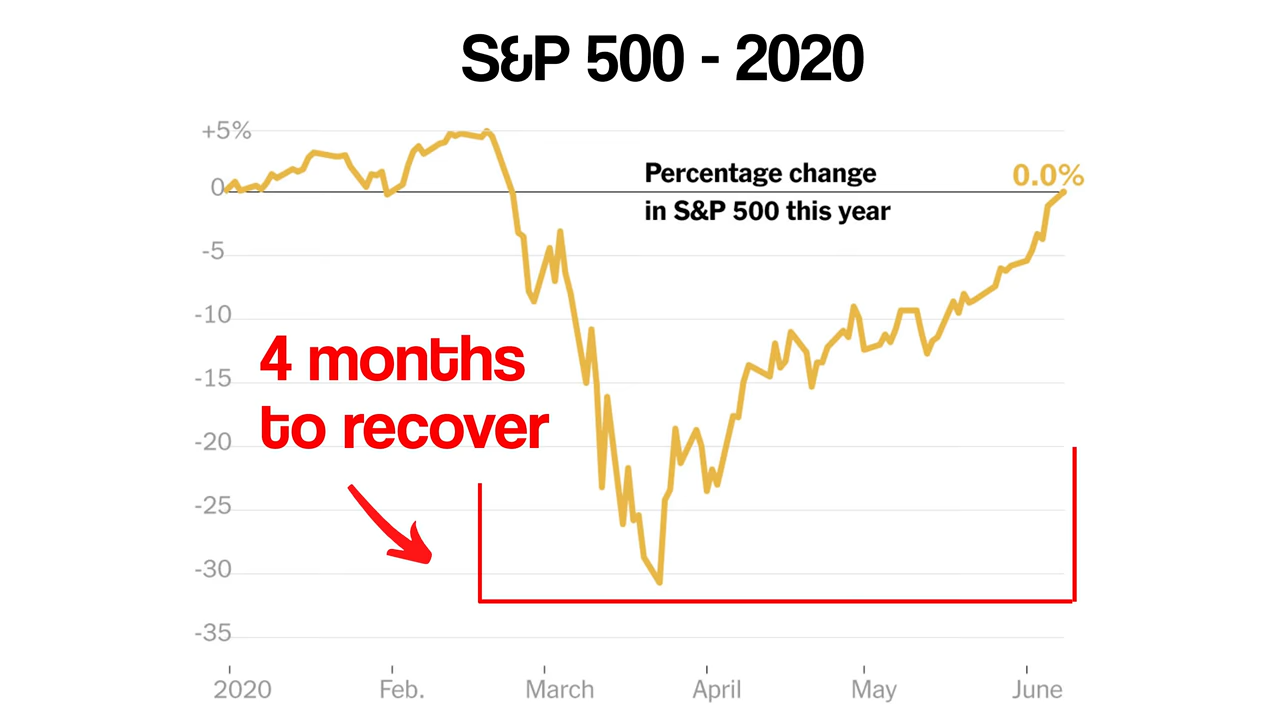 S&P 500 - 2020
+5%
0
-5
-10
-15
-20
-25
-30
-35
Percentage change
in S&P 500 this year
0.0%
4 months
to recover
2020 Feb. March April May June